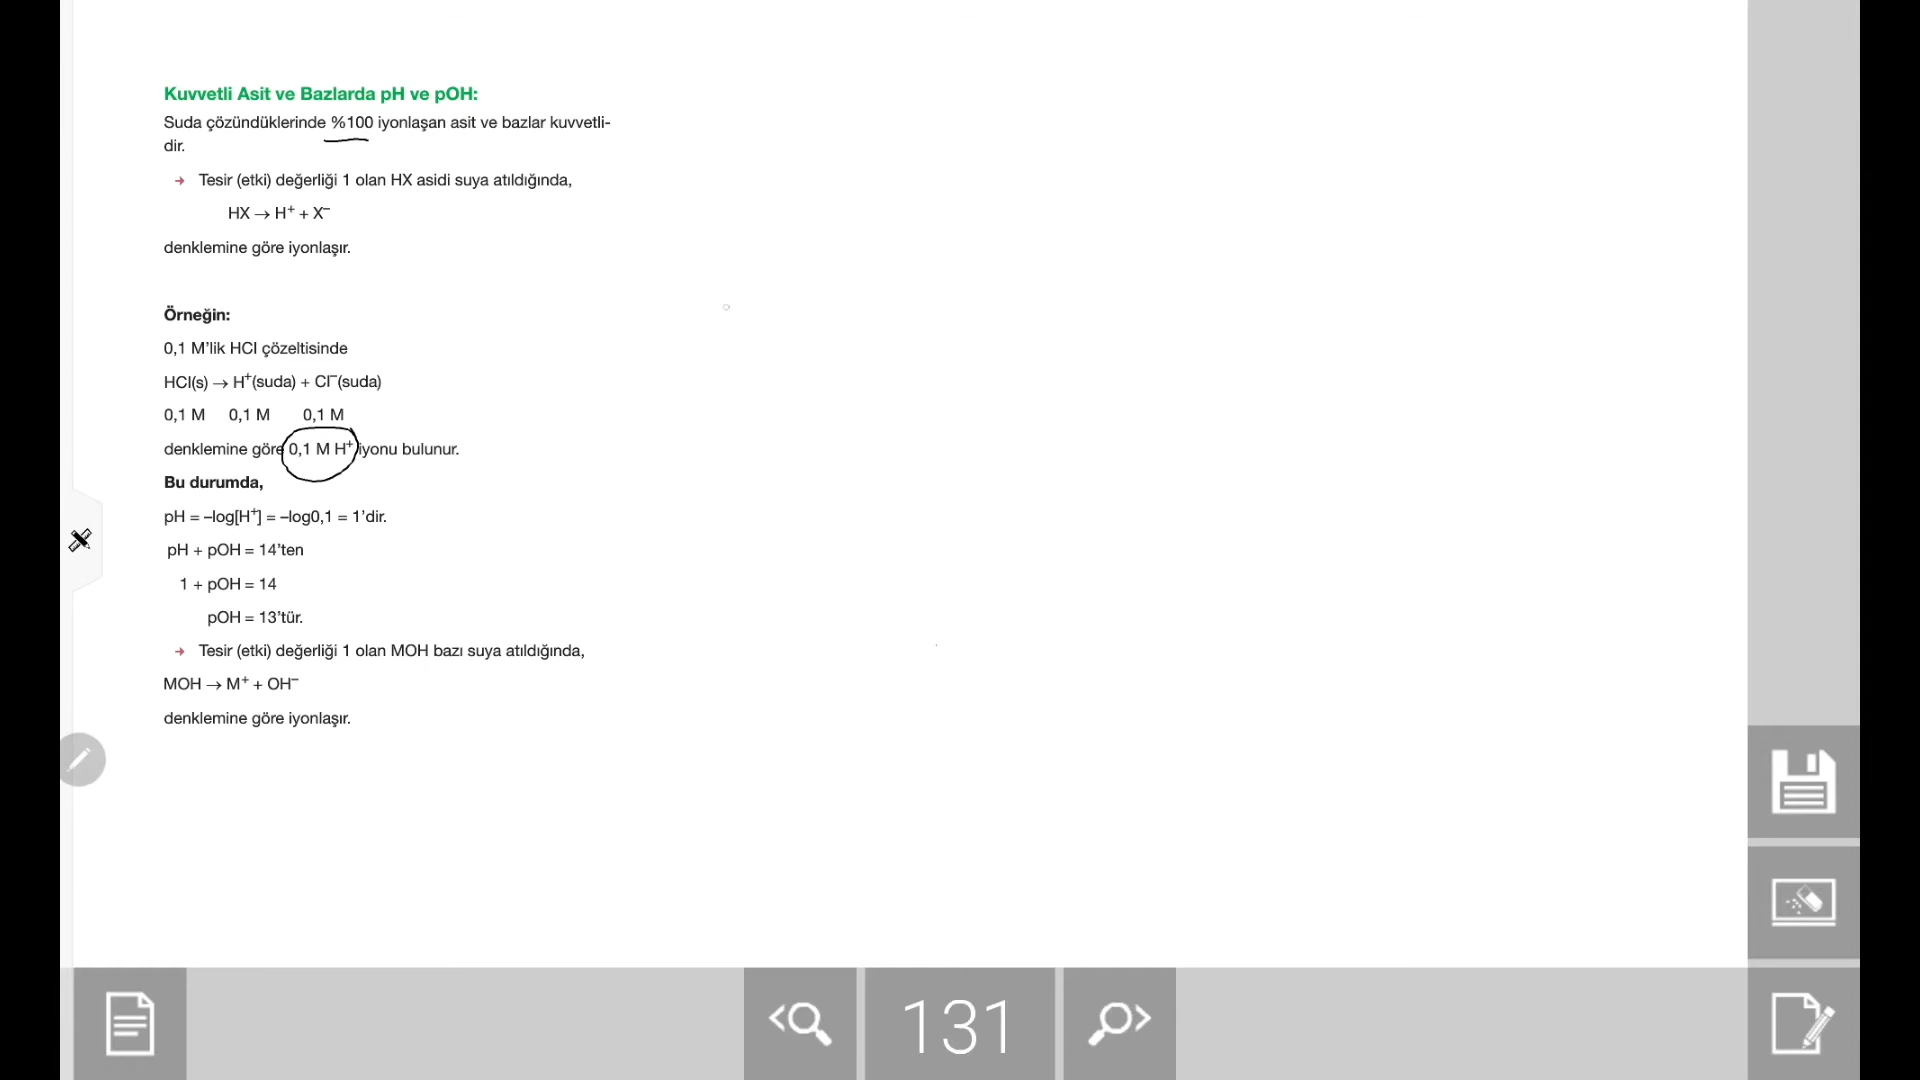 Kuvvetli Asit ve Bazlarda pH ve pOH:
Suda çözündüklerinde %100 iyonlaşan asit ve bazlar kuvvetli-
dir.
→ Tesir (etki) değerliği 1 olan HX asidi suya atıldığında,
HX → H⁺ + X⁻
denklemine göre iyonlaşır.
Örneğin:
0,1 M’lik HCl çözeltisinde
HCl(s) → H⁺(suda) + Cl⁻(suda)
0,1 M 0,1 M 0,1 M
denklemine göre 0,1 M H⁺ iyonu bulunur.
Bu durumda,
pH = –log[H⁺] = –log0,1 = 1’dir.
pH + pOH = 14’ten
1 + pOH = 14
pOH = 13’tür.
→ Tesir (etki) değerliği 1 olan MOH bazı suya atıldığında,
MOH → M⁺ + OH⁻
denklemine göre iyonlaşır.
131